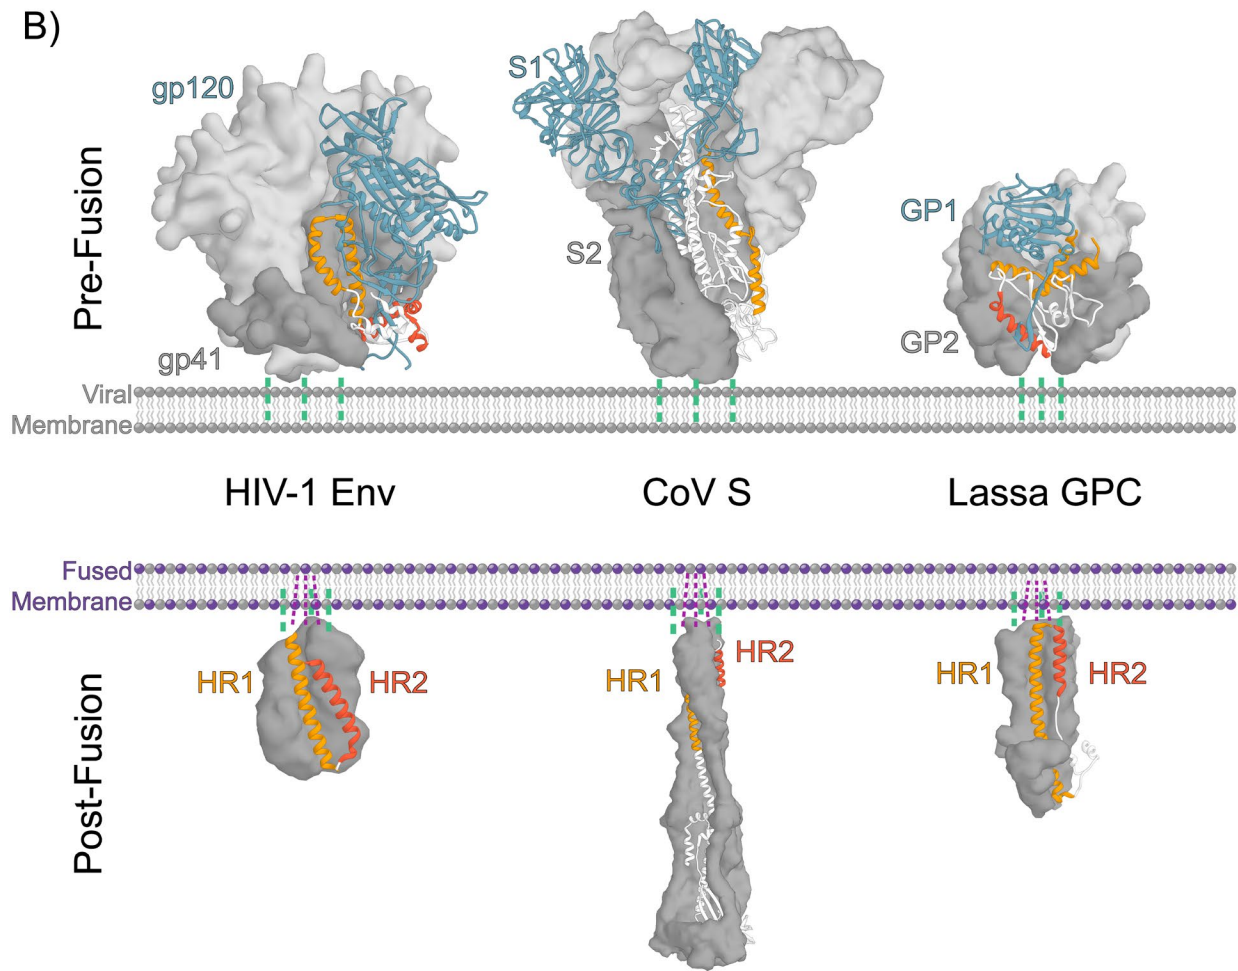 B)
Pre-Fusion
gp120
gp41
S1
S2
GP1
GP2
Viral
Membrane
HIV-1 Env
CoV S
Lassa GPC
Fused
Membrane
Post-Fusion
HR1
HR2
HR1
HR2
HR1
HR2